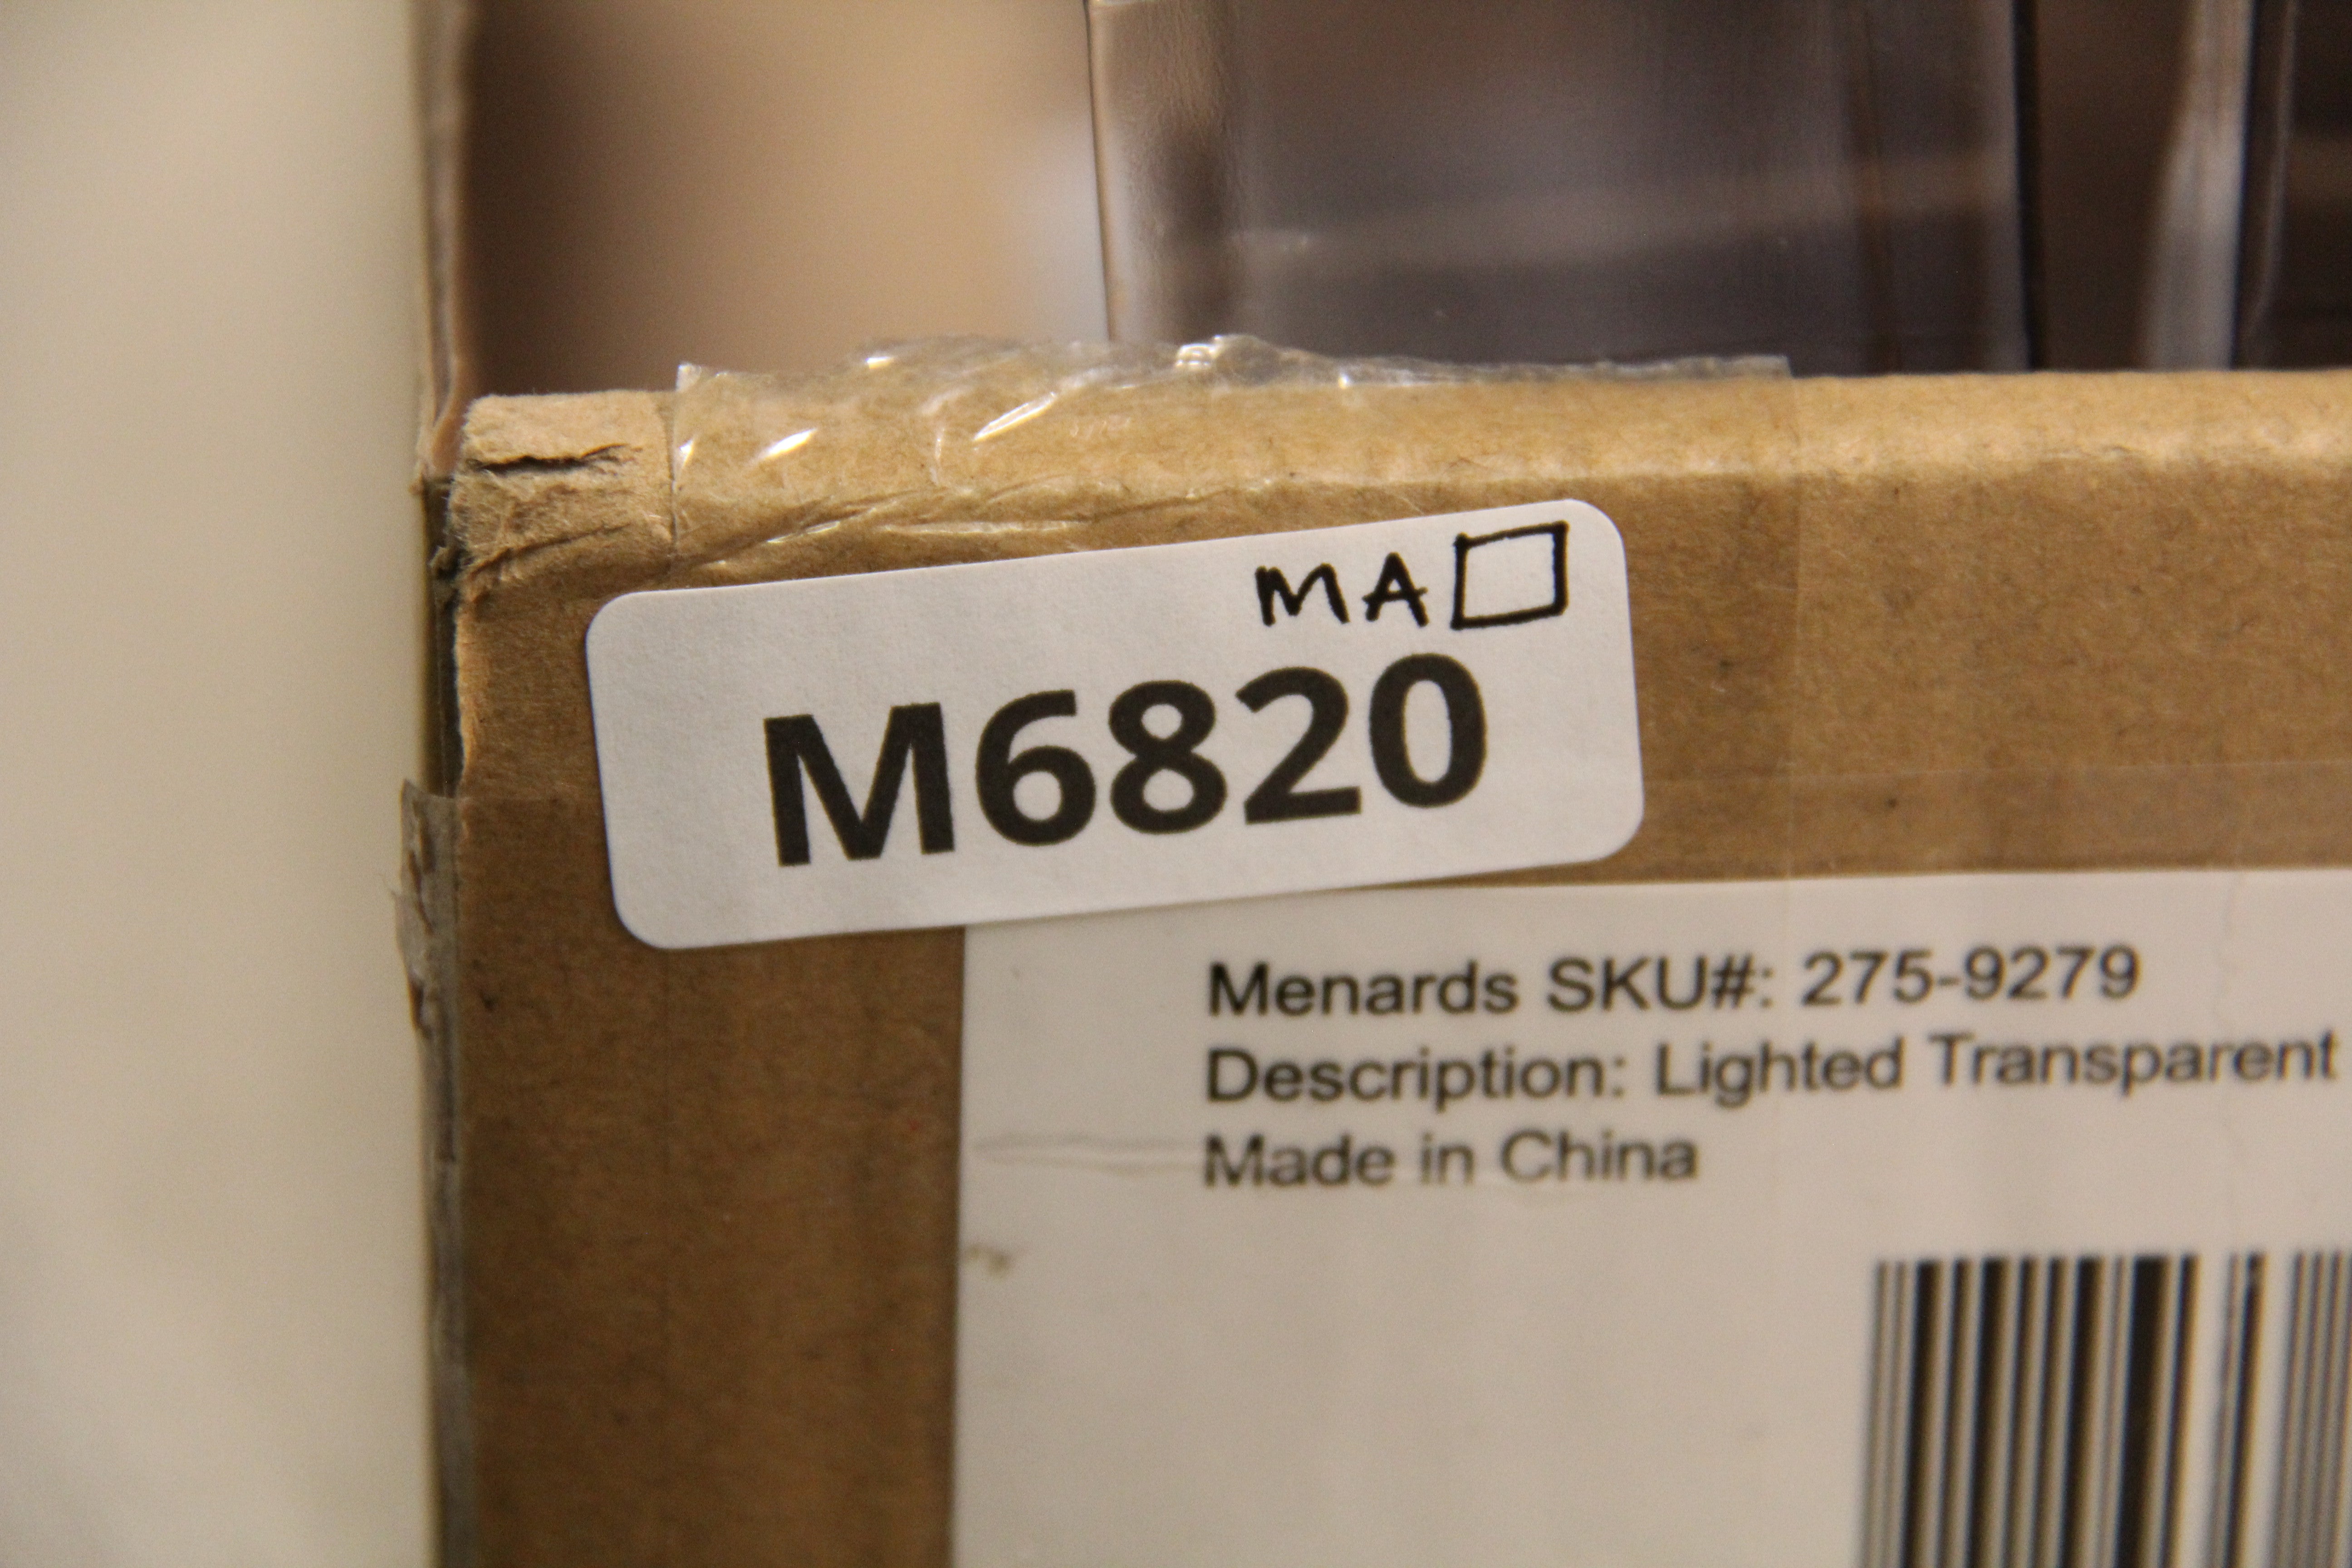 MA
M6820
Menards SKU#: 275-9279
Description: Lighted Transparent
Made in China